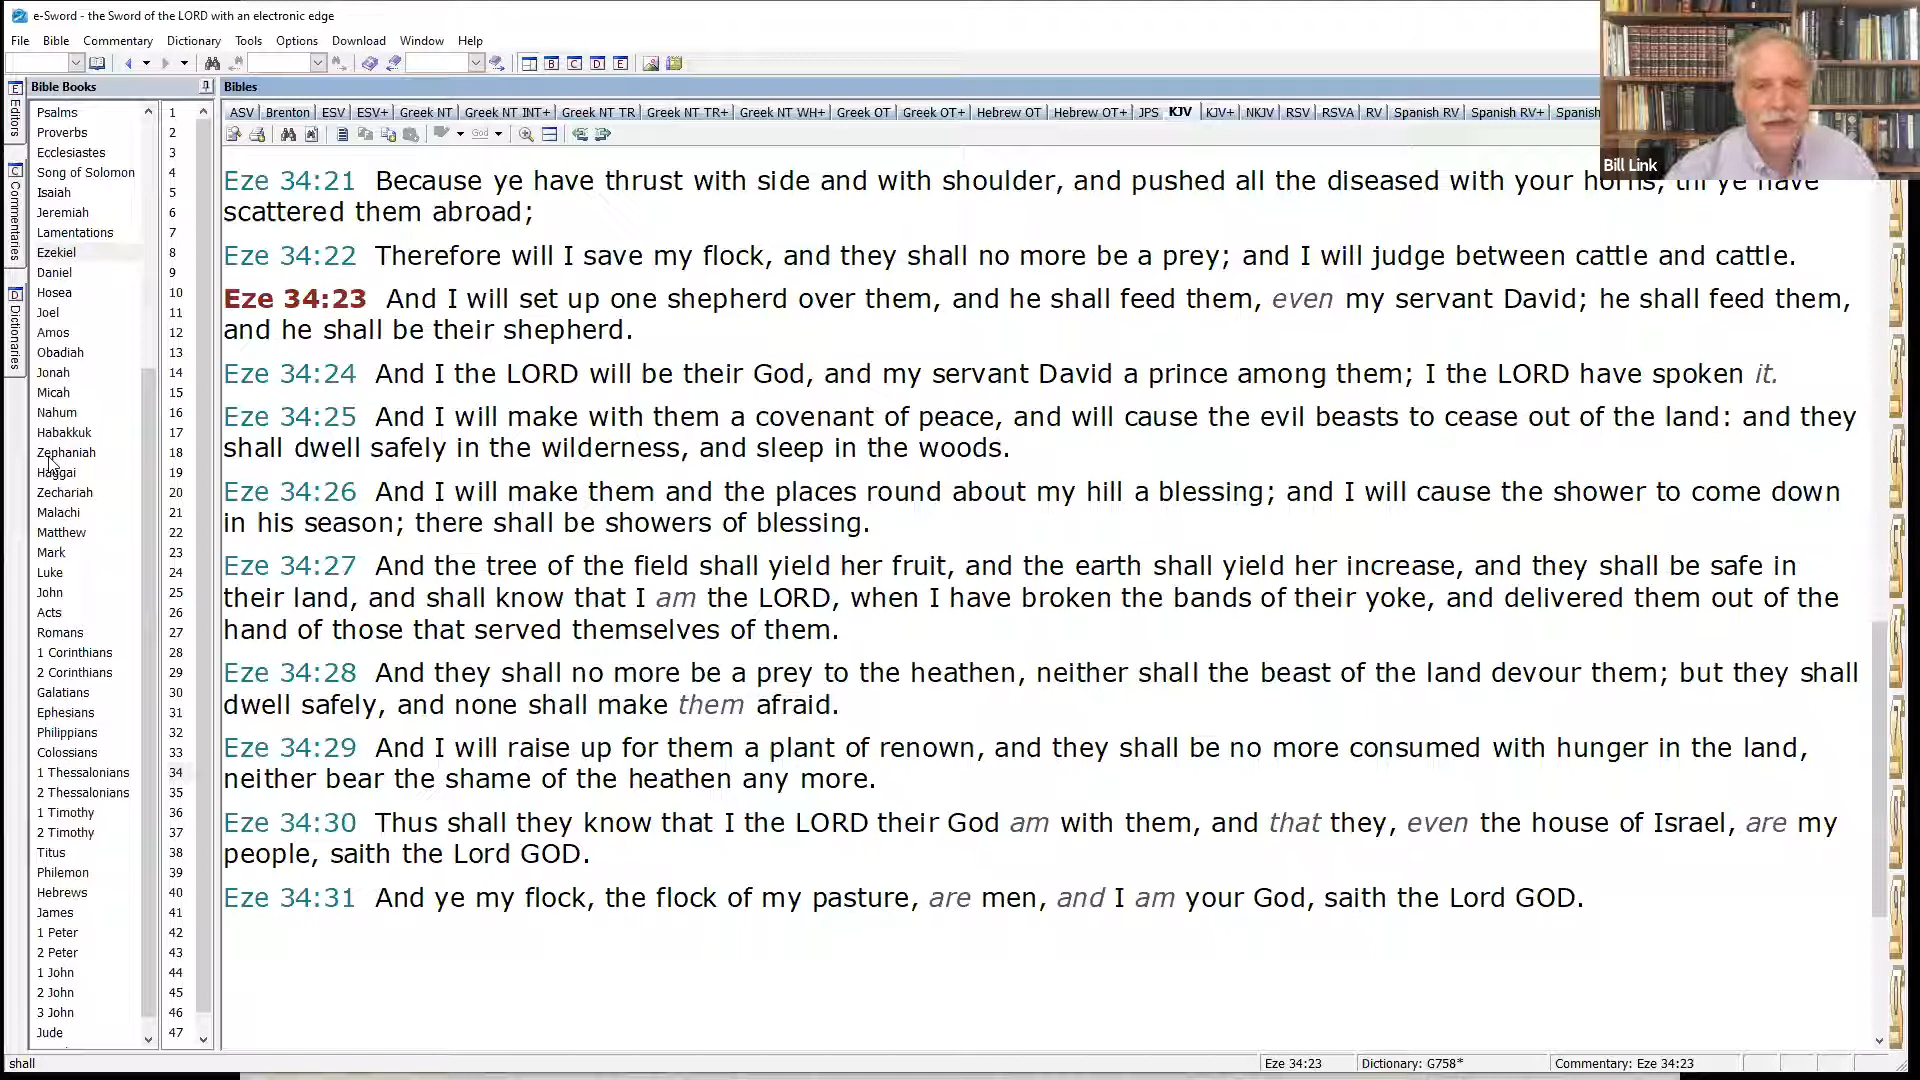 e-Sword - the Sword of the LORD with an electronic edge
File Bible Commentary Dictionary Tools Options Download Window Help
B C D E
Bible Books
Bibles
E Editors
C Commentaries
D Dictionaries
ASV Brenton ESV ESV+ Greek NT Greek NT INT+ Greek NT TR Greek NT TR+ Greek NT WH+ Greek OT Greek OT+ Hebrew OT Hebrew OT+ JPS KJV KJV+ NKJV RSV RSVA RV Spanish RV Spanish RV+ Spanish
God
Bill Link
Psalms 1
Proverbs 2
Ecclesiastes 3
Song of Solomon 4
Isaiah 5
Jeremiah 6
Lamentations 7
Ezekiel 8
Daniel 9
Hosea 10
Joel 11
Amos 12
Obadiah 13
Jonah 14
Micah 15
Nahum 16
Habakkuk 17
Zephaniah 18
Haggai 19
Zechariah 20
Malachi 21
Matthew 22
Mark 23
Luke 24
John 25
Acts 26
Romans 27
1 Corinthians 28
2 Corinthians 29
Galatians 30
Ephesians 31
Philippians 32
Colossians 33
1 Thessalonians 34
2 Thessalonians 35
1 Timothy 36
2 Timothy 37
Titus 38
Philemon 39
Hebrews 40
James 41
1 Peter 42
2 Peter 43
1 John 44
2 John 45
3 John 46
Jude 47
Eze 34:21 Because ye have thrust with side and with shoulder, and pushed all the diseased with your horns, till ye have
scattered them abroad;
Eze 34:22 Therefore will I save my flock, and they shall no more be a prey; and I will judge between cattle and cattle.
Eze 34:23 And I will set up one shepherd over them, and he shall feed them, even my servant David; he shall feed them,
and he shall be their shepherd.
Eze 34:24 And I the LORD will be their God, and my servant David a prince among them; I the LORD have spoken it.
Eze 34:25 And I will make with them a covenant of peace, and will cause the evil beasts to cease out of the land: and they
shall dwell safely in the wilderness, and sleep in the woods.
Eze 34:26 And I will make them and the places round about my hill a blessing; and I will cause the shower to come down
in his season; there shall be showers of blessing.
Eze 34:27 And the tree of the field shall yield her fruit, and the earth shall yield her increase, and they shall be safe in
their land, and shall know that I am the LORD, when I have broken the bands of their yoke, and delivered them out of the
hand of those that served themselves of them.
Eze 34:28 And they shall no more be a prey to the heathen, neither shall the beast of the land devour them; but they shall
dwell safely, and none shall make them afraid.
Eze 34:29 And I will raise up for them a plant of renown, and they shall be no more consumed with hunger in the land,
neither bear the shame of the heathen any more.
Eze 34:30 Thus shall they know that I the LORD their God am with them, and that they, even the house of Israel, are my
people, saith the Lord GOD.
Eze 34:31 And ye my flock, the flock of my pasture, are men, and I am your God, saith the Lord GOD.
shall
Eze 34:23 Dictionary: G758* Commentary: Eze 34:23